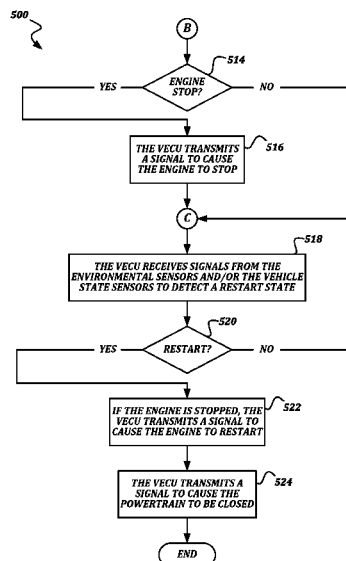 500
B
514
ENGINE
STOP?
YES
NO
THE VECU TRANSMITS
A SIGNAL TO CAUSE
THE ENGINE TO STOP
516
C
518
THE VECU RECEIVES SIGNALS FROM THE
ENVIRONMENTAL SENSORS AND/OR THE VEHICLE
STATE SENSORS TO DETECT A RESTART STATE
520
YES
RESTART?
NO
IF THE ENGINE IS STOPPED, THE
VECU TRANSMITS A SIGNAL TO
CAUSE THE ENGINE TO RESTART
522
THE VECU TRANSMITS A
SIGNAL TO CAUSE THE
POWERTRAIN TO BE CLOSED
524
END